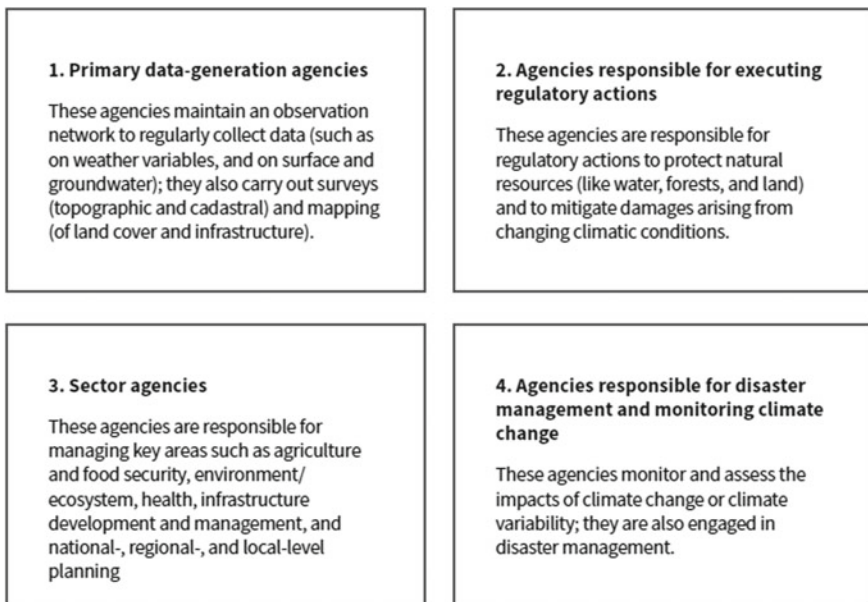 1. Primary data-generation agencies
These agencies maintain an observation
network to regularly collect data (such as
on weather variables, and on surface and
groundwater); they also carry out surveys
(topographic and cadastral) and mapping
(of land cover and infrastructure).
2. Agencies responsible for executing
regulatory actions
These agencies are responsible for
regulatory actions to protect natural
resources (like water, forests, and land)
and to mitigate damages arising from
changing climatic conditions.
3. Sector agencies
These agencies are responsible for
managing key areas such as agriculture
and food security, environment/
ecosystem, health, infrastructure
development and management, and
national-, regional-, and local-level
planning
4. Agencies responsible for disaster
management and monitoring climate
change
These agencies monitor and assess the
impacts of climate change or climate
variability; they are also engaged in
disaster management.